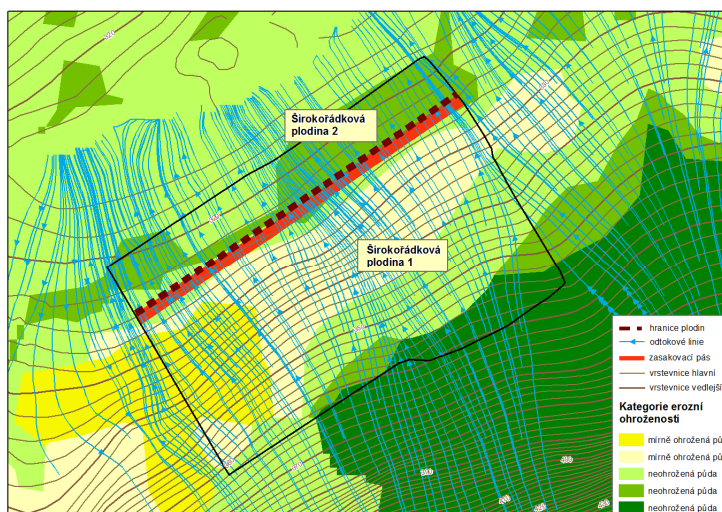 Širokořádková
plodina 2
Širokořádková
plodina 1
hranice plodin
odtokové linie
zasakovací pás
vrstevnice hlavní
vrstevnice vedlejší
Kategorie erozní
ohroženosti
mírně ohrožená pů
mírně ohrožená pů
neohrožená půda
neohrožená půda
neohrožená půda